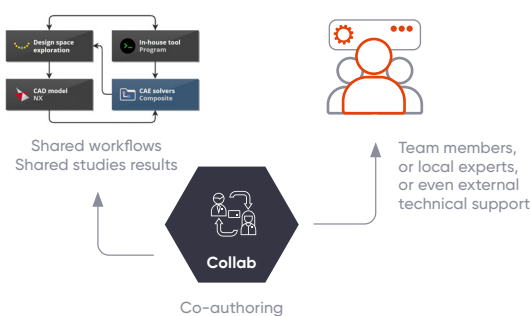 Design space
exploration
In-house tool
Program
CAD model
NX
CAE solvers
Composite
Shared workflows
Shared studies results
Team members,
or local experts,
or even external
technical support
Collab
Co-authoring